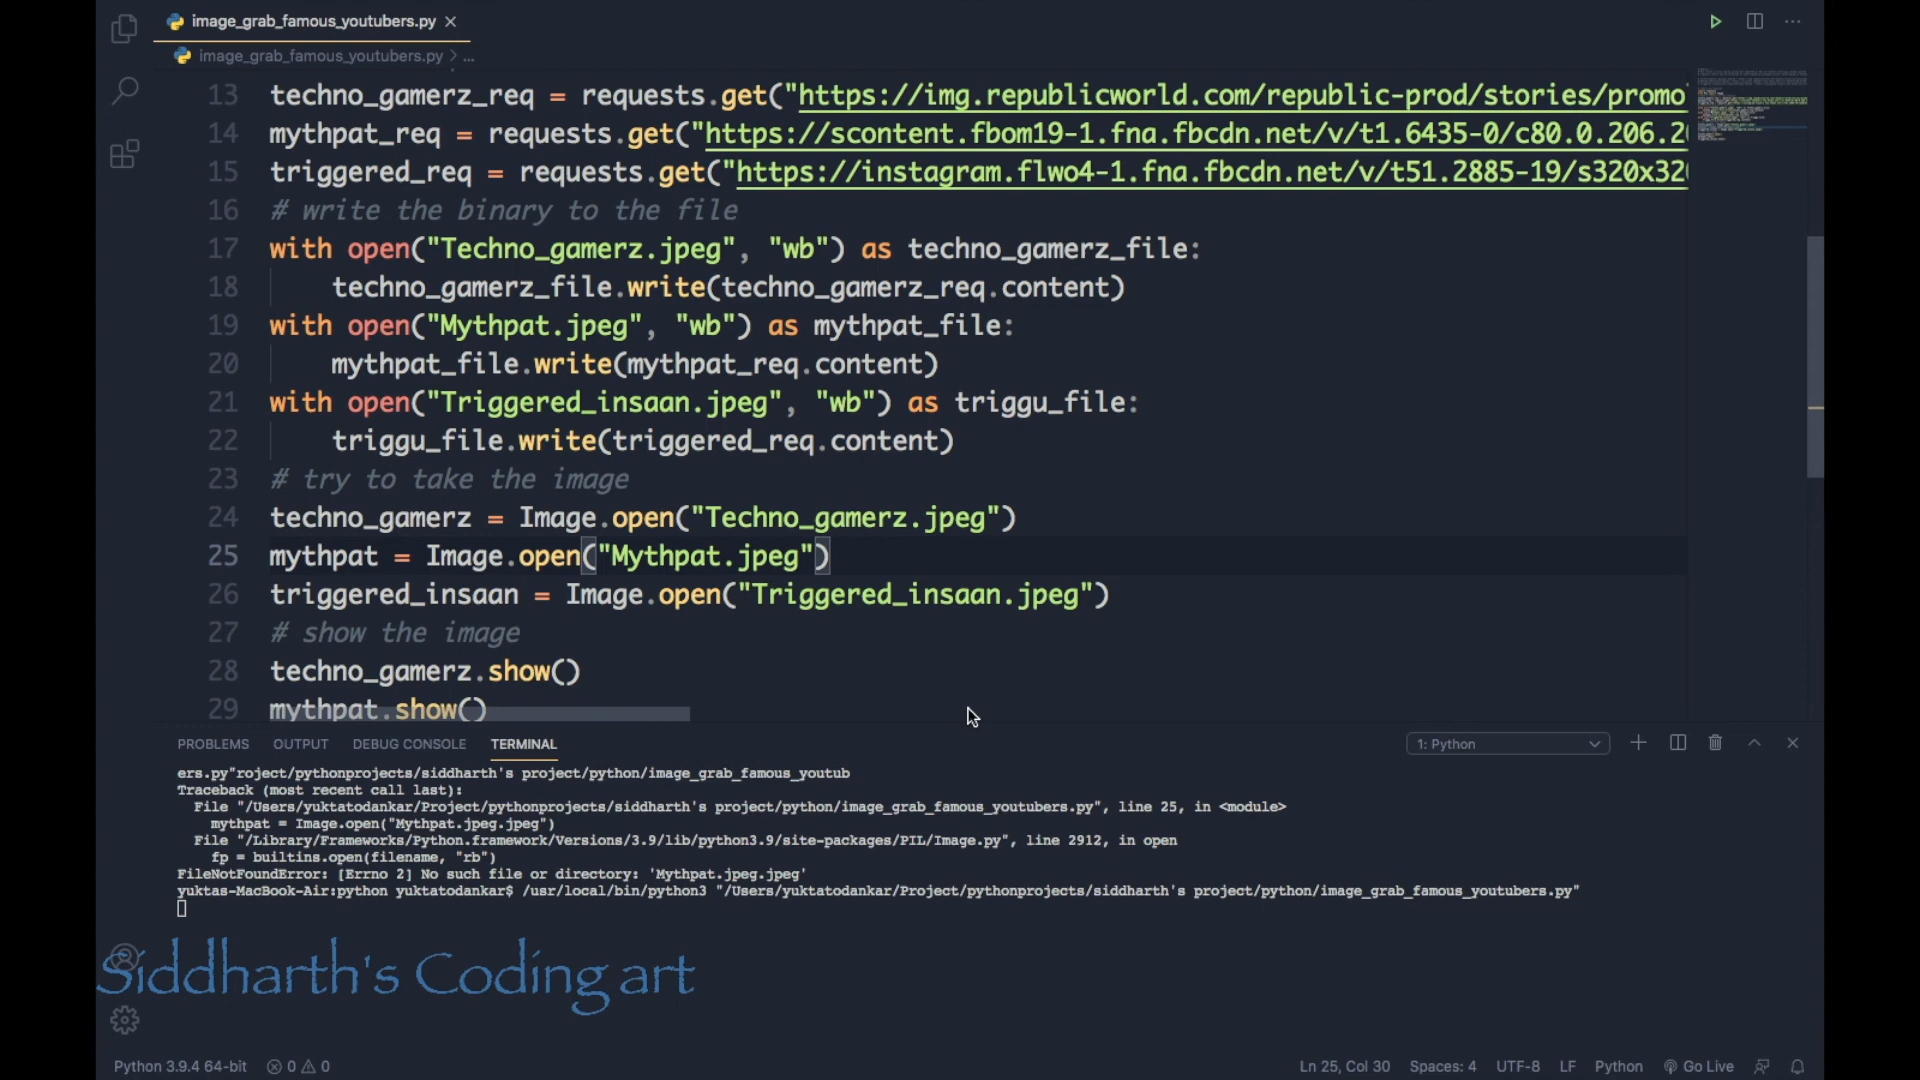 image_grab_famous_youtubers.py
image_grab_famous_youtubers.py > ...
13 techno_gamerz_req = requests.get("https://img.republicworld.com/republic-prod/stories/promo
14 mythpat_req = requests.get("https://scontent.fbom19-1.fna.fbcdn.net/v/t1.6435-0/c80.0.206.2
15 triggered_req = requests.get("https://instagram.flwo4-1.fna.fbcdn.net/v/t51.2885-19/s320x32
16 # write the binary to the file
17 with open("Techno_gamerz.jpeg", "wb") as techno_gamerz_file:
18 techno_gamerz_file.write(techno_gamerz_req.content)
19 with open("Mythpat.jpeg", "wb") as mythpat_file:
20 mythpat_file.write(mythpat_req.content)
21 with open("Triggered_insaan.jpeg", "wb") as triggu_file:
22 triggu_file.write(triggered_req.content)
23 # try to take the image
24 techno_gamerz = Image.open("Techno_gamerz.jpeg")
25 mythpat = Image.open("Mythpat.jpeg")
26 triggered_insaan = Image.open("Triggered_insaan.jpeg")
27 # show the image
28 techno_gamerz.show()
29 mythpat.show()
PROBLEMS OUTPUT DEBUG CONSOLE TERMINAL 1: Python
ers.py"roject/pythonprojects/siddharth's project/python/image_grab_famous_youtub
Traceback (most recent call last):
File "/Users/yuktatodankar/Project/pythonprojects/siddharth's project/python/image_grab_famous_youtubers.py", line 25, in <module>
mythpat = Image.open("Mythpat.jpeg.jpeg")
File "/Library/Frameworks/Python.framework/Versions/3.9/lib/python3.9/site-packages/PIL/Image.py", line 2912, in open
fp = builtins.open(filename, "rb")
FileNotFoundError: [Errno 2] No such file or directory: 'Mythpat.jpeg.jpeg'
yuktas-MacBook-Air:python yuktatodankar$ /usr/local/bin/python3 "/Users/yuktatodankar/Project/pythonprojects/siddharth's project/python/image_grab_famous_youtubers.py"
Siddharth's Coding art
Python 3.9.4 64-bit 0 0 Ln 25, Col 30 Spaces: 4 UTF-8 LF Python Go Live